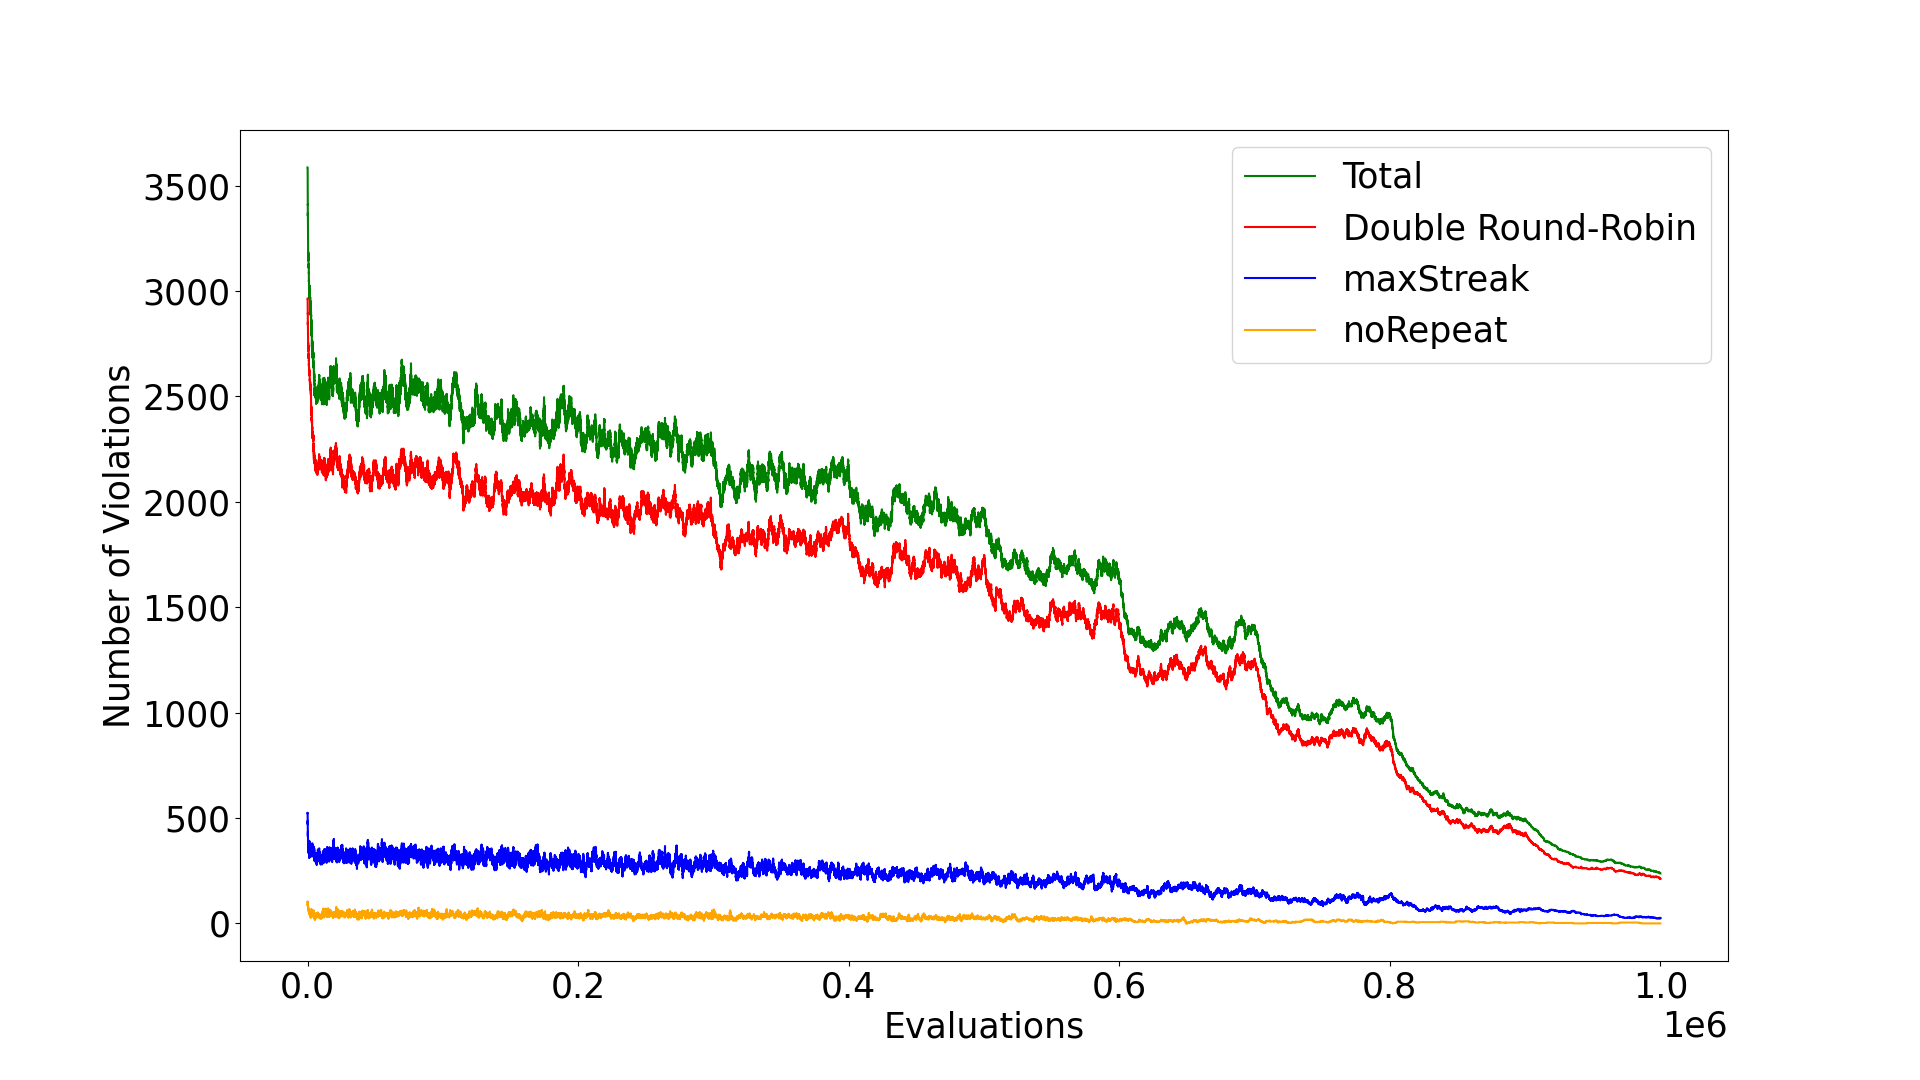 Total
Double Round-Robin
maxStreak
noRepeat
Number of Violations
3500
3000
2500
2000
1500
1000
500
0
0.0 0.2 0.4 0.6 0.8 1.0
Evaluations
1e6